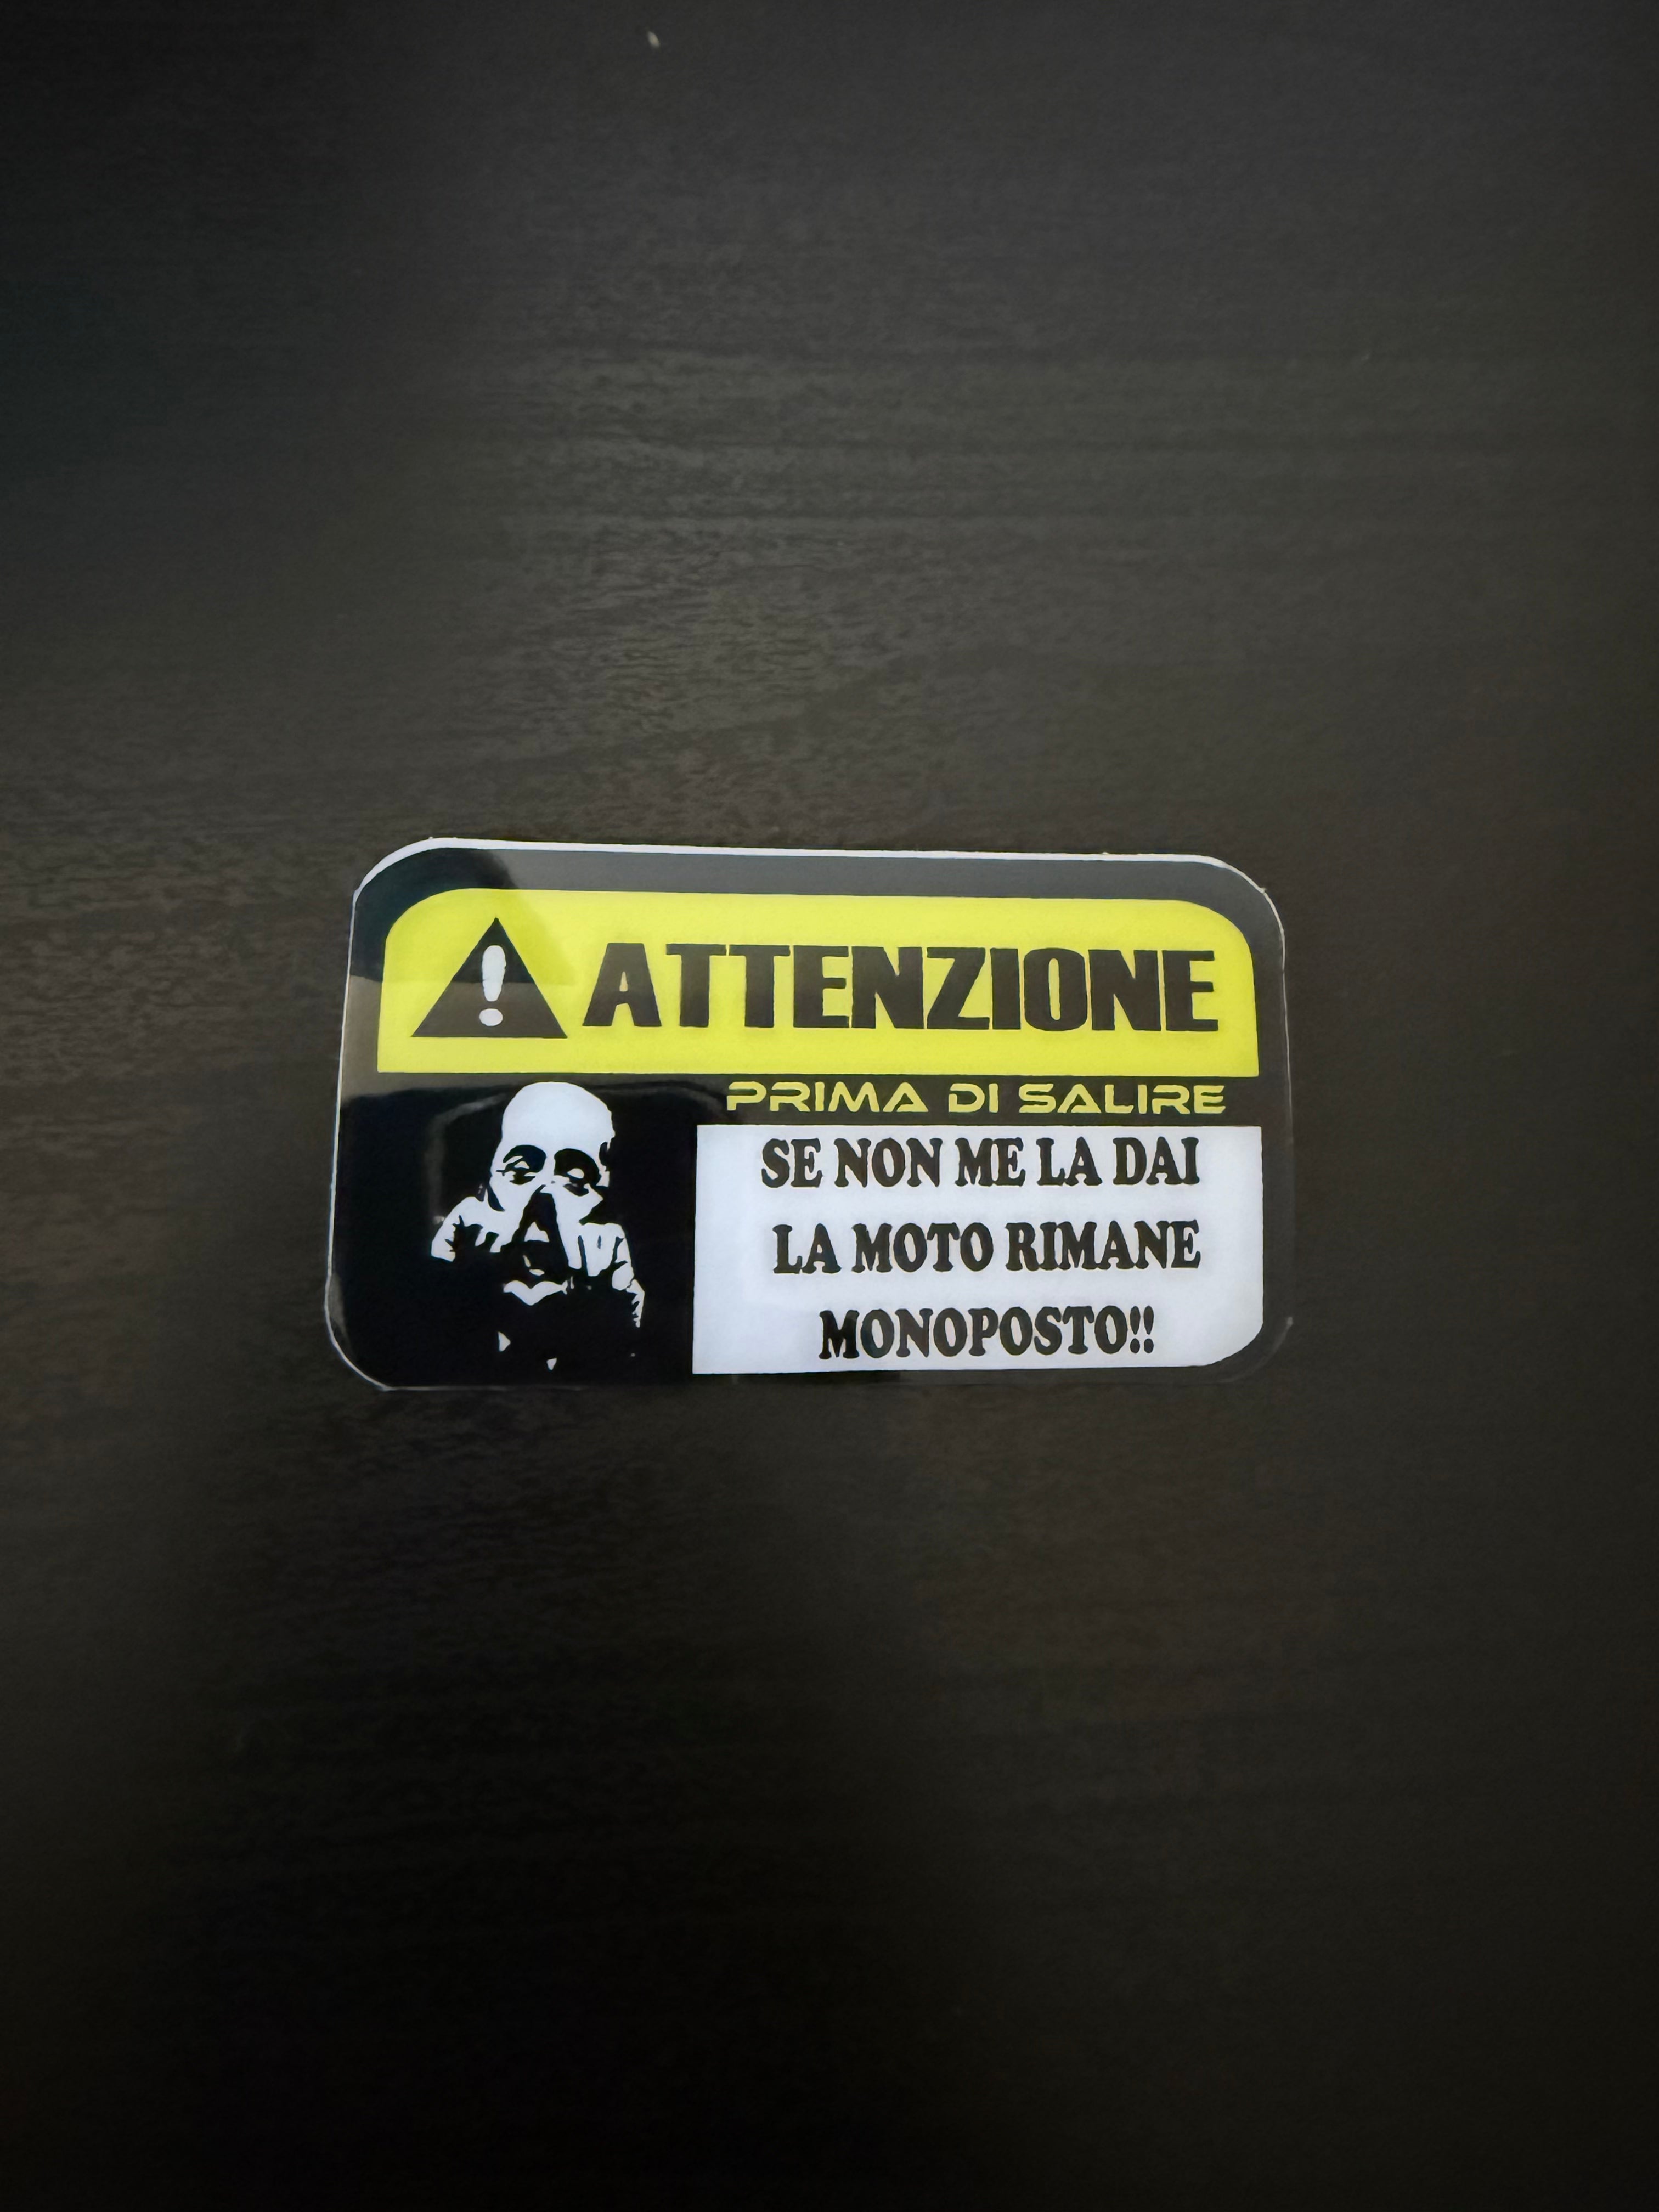 ATTENZIONE
PRIMA DI SALIRE
SE NON ME LA DAI
LA MOTO RIMANE
MONOPOSTO!!